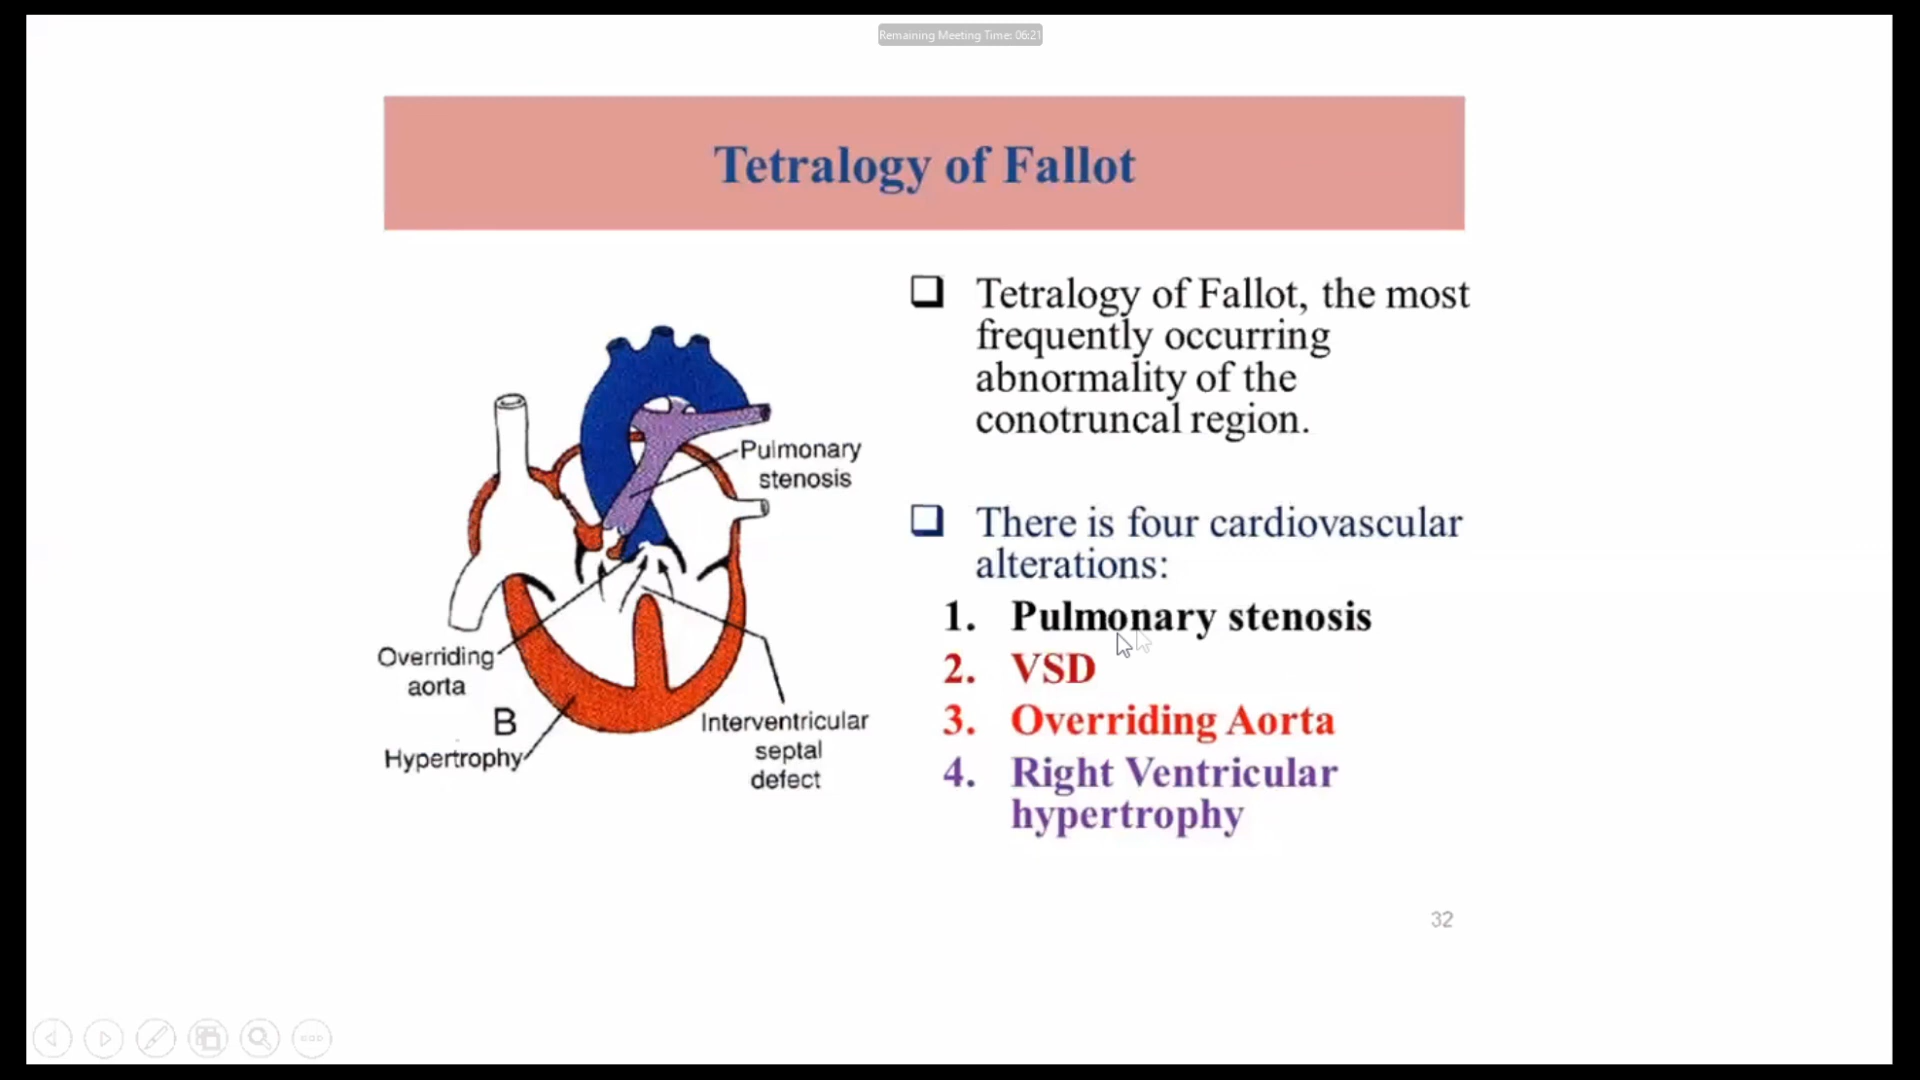 Remaining Meeting Time: 06:21
Tetralogy of Fallot
Pulmonary
stenosis
Overriding
aorta
B
Hypertrophy
Interventricular
septal
defect
Tetralogy of Fallot, the most
frequently occurring
abnormality of the
conotruncal region.
There is four cardiovascular
alterations:
1. Pulmonary stenosis
2. VSD
3. Overriding Aorta
4. Right Ventricular
hypertrophy
32